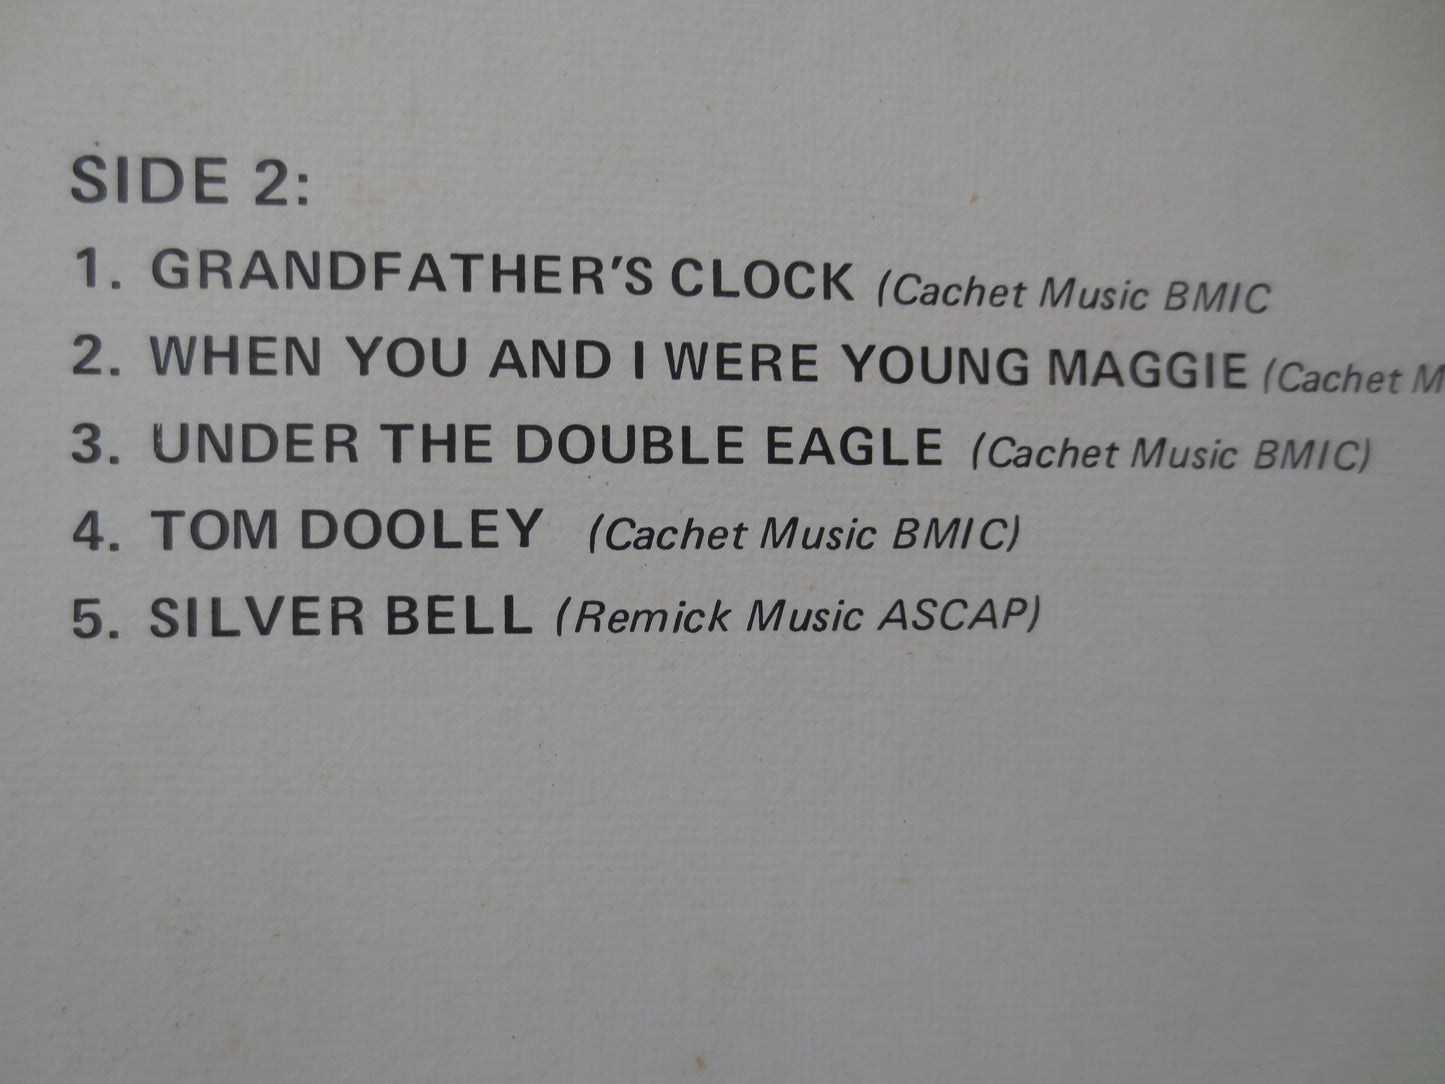 SIDE 2:
1. GRANDFATHER'S CLOCK (Cachet Music BMIC
2. WHEN YOU AND I WERE YOUNG MAGGIE (Cachet M
3. UNDER THE DOUBLE EAGLE (Cachet Music BMIC)
4. TOM DOOLEY (Cachet Music BMIC)
5. SILVER BELL (Remick Music ASCAP)